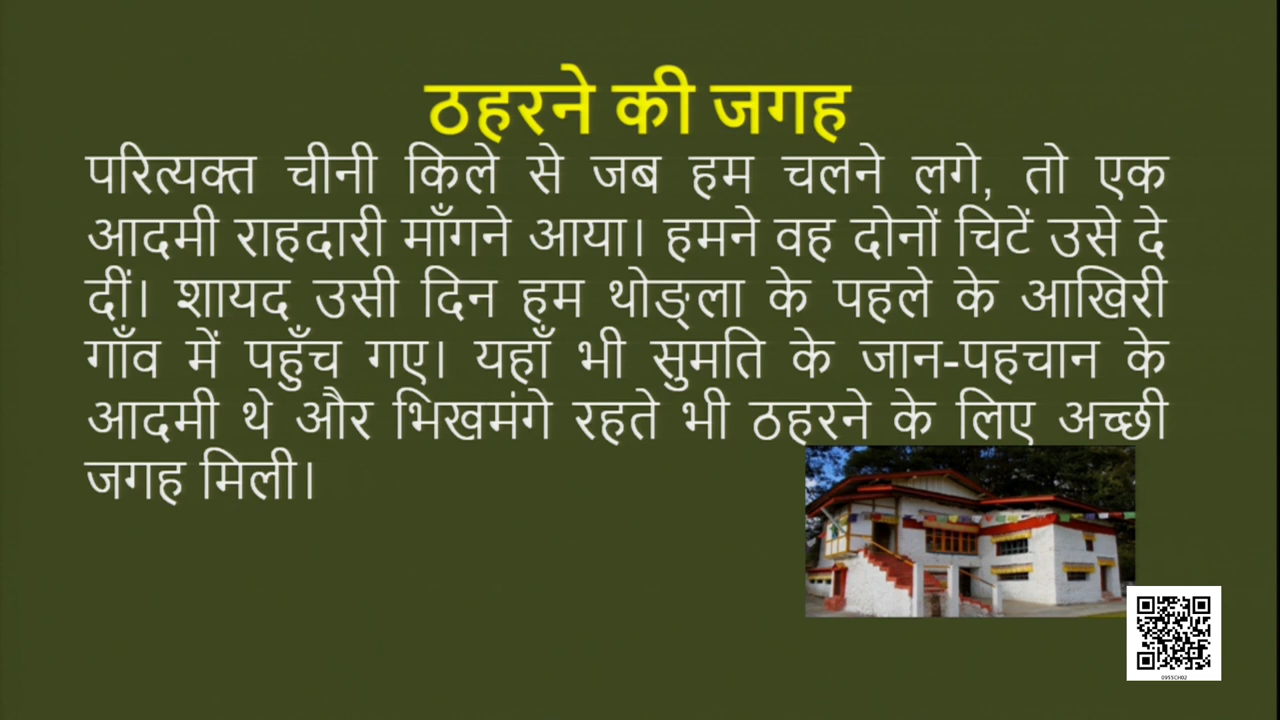 ठहरने की जगह
परित्यक्त चीनी किले से जब हम चलने लगे, तो एक
आदमी राहदारी माँगने आया। हमने वह दोनों चिटें उसे दे
दीं। शायद उसी दिन हम थोङ्ला के पहले के आखिरी
गाँव में पहुँच गए। यहाँ भी सुमति के जान-पहचान के
आदमी थे और भिखमंगे रहते भी ठहरने के लिए अच्छी
जगह मिली।
0955CH02